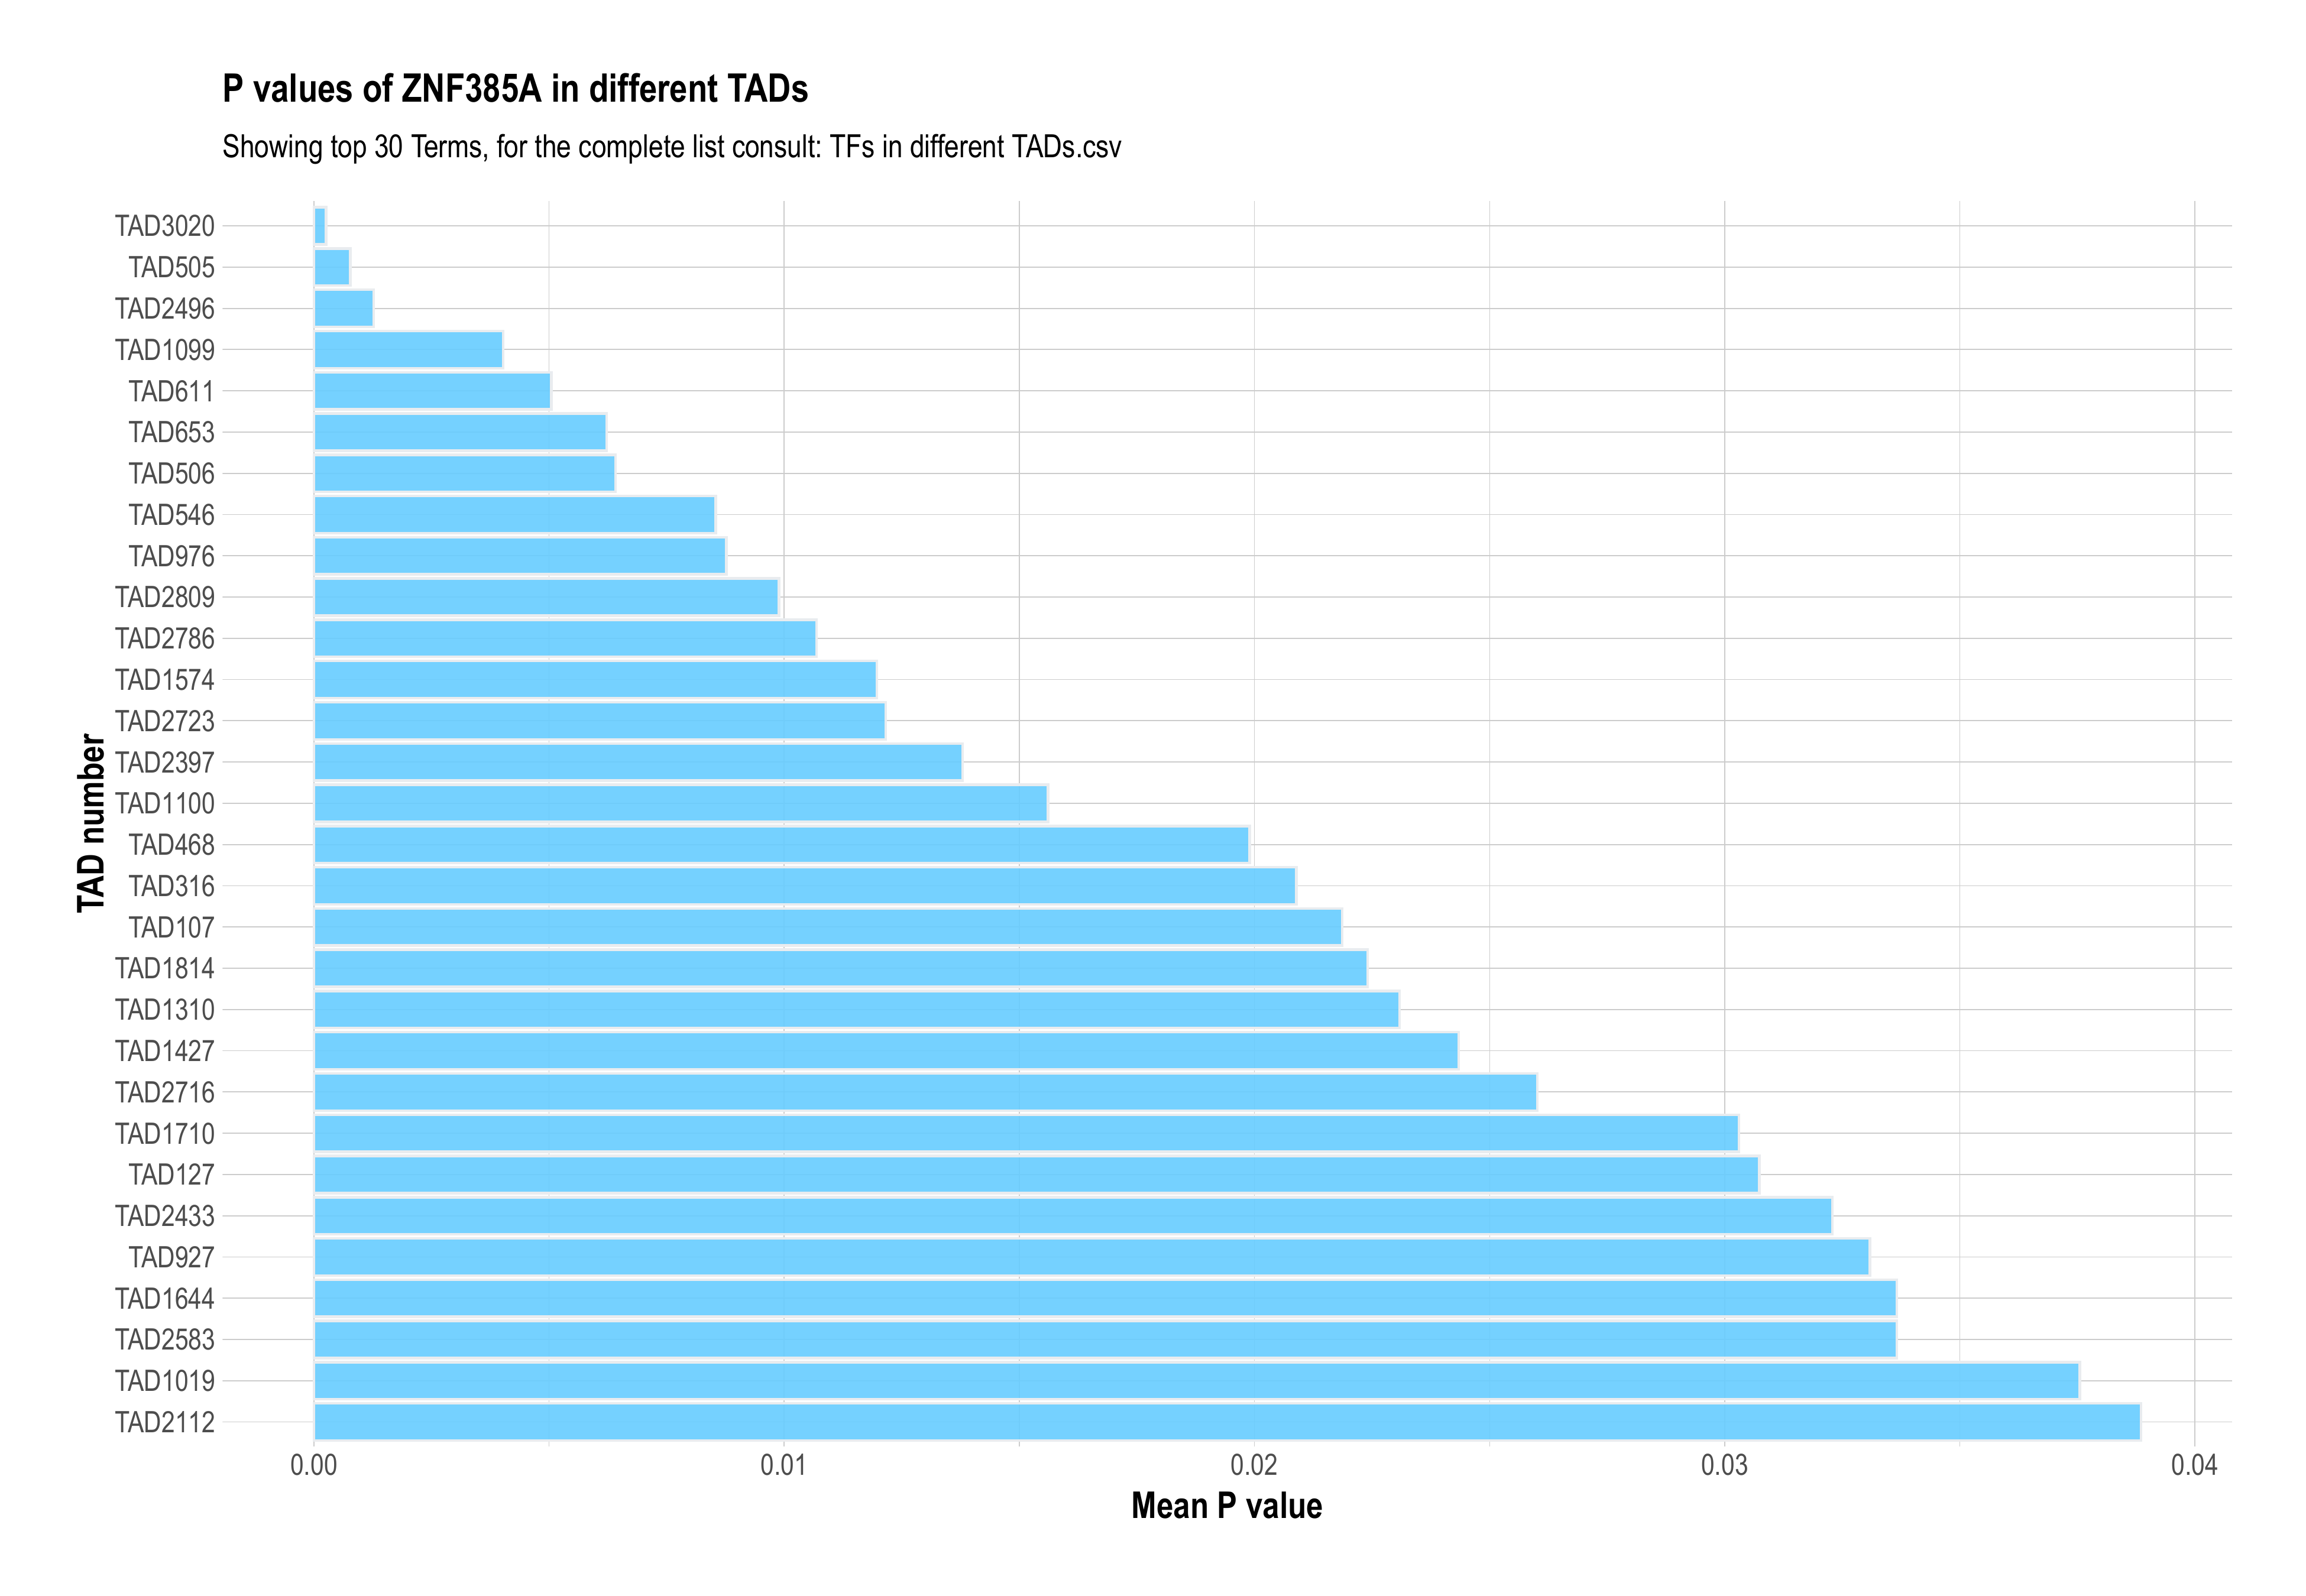 P values of ZNF385A in different TADs
Showing top 30 Terms, for the complete list consult: TFs in different TADs.csv
TAD number
TAD3020
TAD505
TAD2496
TAD1099
TAD611
TAD653
TAD506
TAD546
TAD976
TAD2809
TAD2786
TAD1574
TAD2723
TAD2397
TAD1100
TAD468
TAD316
TAD107
TAD1814
TAD1310
TAD1427
TAD2716
TAD1710
TAD127
TAD2433
TAD927
TAD1644
TAD2583
TAD1019
TAD2112
0.00 0.01 0.02 0.03 0.04
Mean P value